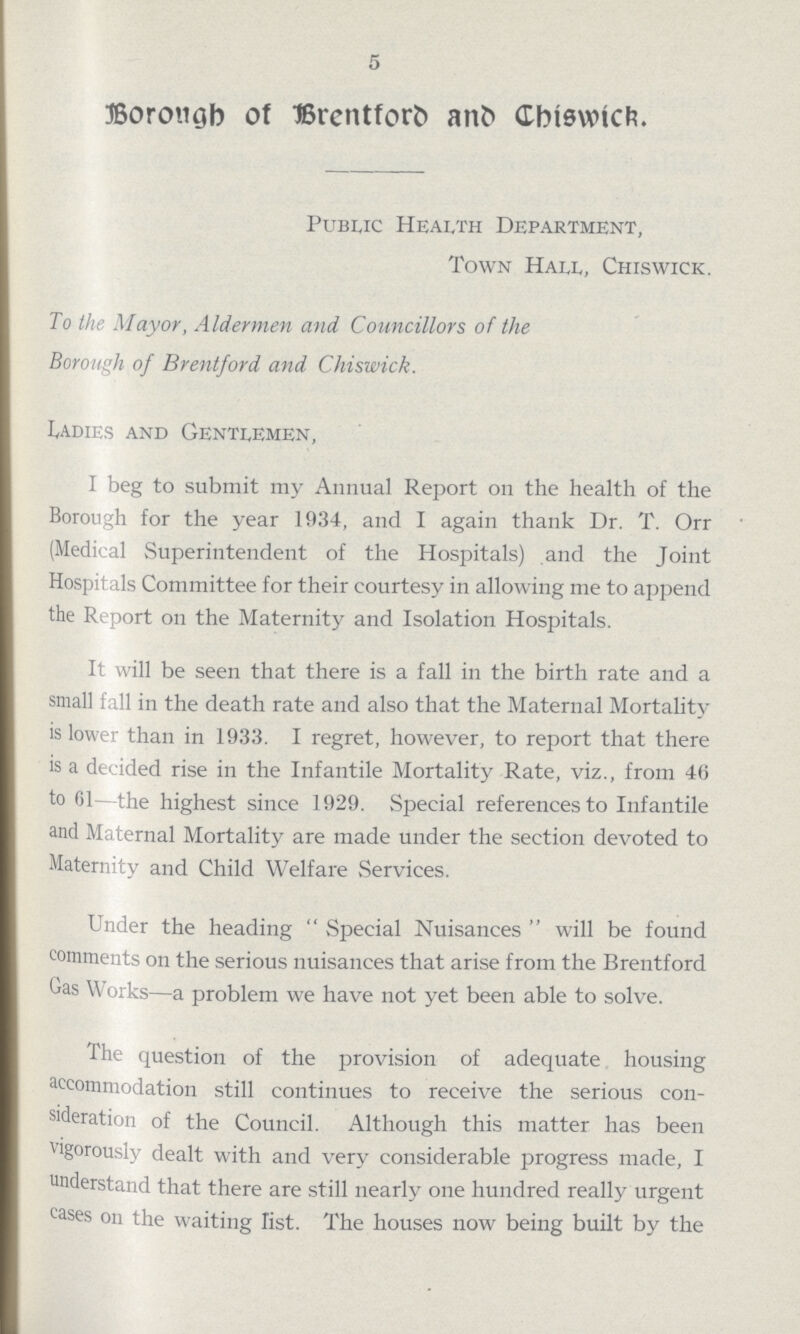 5
Borough of Brentford and Chiswick.
Public Health Department,
Town Hall, Chiswick.
To the Mayor, Aldermen and Councillors of the
Borough of Brentford and Chiswick.
Ladies and Gentlemen,
I beg to submit my Annual Report on the health of the
Borough for the year 1934, and I again thank Dr. T. Orr
(Medical Superintendent of the Hospitals) and the Joint
Hospitals Committee for their courtesy in allowing me to append
the Report on the Maternity and Isolation Hospitals.
It will be seen that there is a fall in the birth rate and a
small fall in the death rate and also that the Maternal Mortality
is lower than in 1933. I regret, however, to report that there
is a decided rise in the Infantile Mortality Rate, viz., from 46
to 61—the highest since 1929. Special references to Infantile
and Maternal Mortality are made under the section devoted to
Maternity and Child Welfare Services.
Under the heading " Special Nuisances " will be found
comments on the serious nuisances that arise from the Brentford
Gas Works—a problem we have not yet been able to solve.
The question of the provision of adequate housing
accommodation still continues to receive the serious con-
sideration of the Council. Although this matter has been
vigorously dealt with and very considerable progress made, I
understand that there are still nearly one hundred really urgent
cases on the waiting list. The houses now being built by the